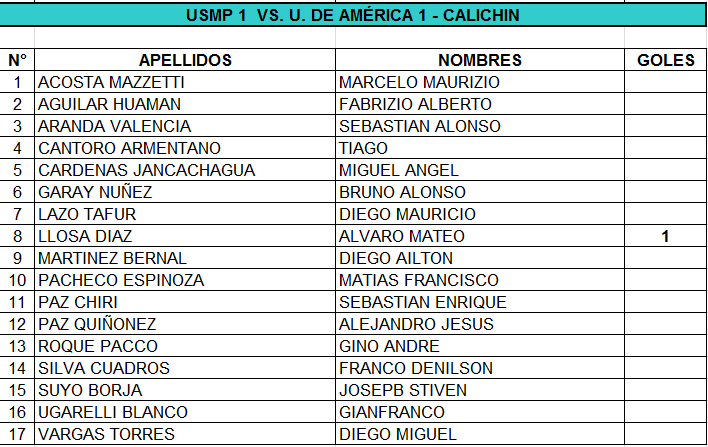 USMP 1 VS. U. DE AMÉRICA 1 - CALICHIN
N° APELLIDOS NOMBRES GOLES
1 ACOSTA MAZZETTI MARCELO MAURIZIO
2 AGUILAR HUAMAN FABRIZIO ALBERTO
3 ARANDA VALENCIA SEBASTIAN ALONSO
4 CANTORO ARMENTANO TIAGO
5 CARDENAS JANCACHAGUA MIGUEL ANGEL
6 GARAY NUÑEZ BRUNO ALONSO
7 LAZO TAFUR DIEGO MAURICIO
8 LLOSA DIAZ ALVARO MATEO 1
9 MARTINEZ BERNAL DIEGO AILTON
10 PACHECO ESPINOZA MATIAS FRANCISCO
11 PAZ CHIRI SEBASTIAN ENRIQUE
12 PAZ QUIÑONEZ ALEJANDRO JESUS
13 ROQUE PACCO GINO ANDRE
14 SILVA CUADROS FRANCO DENILSON
15 SUYO BORJA JOSEPB STIVEN
16 UGARELLI BLANCO GIANFRANCO
17 VARGAS TORRES DIEGO MIGUEL